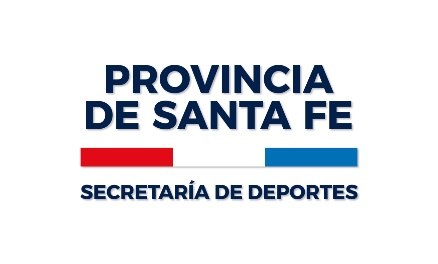 PROVINCIA
DE SANTA FE
SECRETARÍA DE DEPORTES